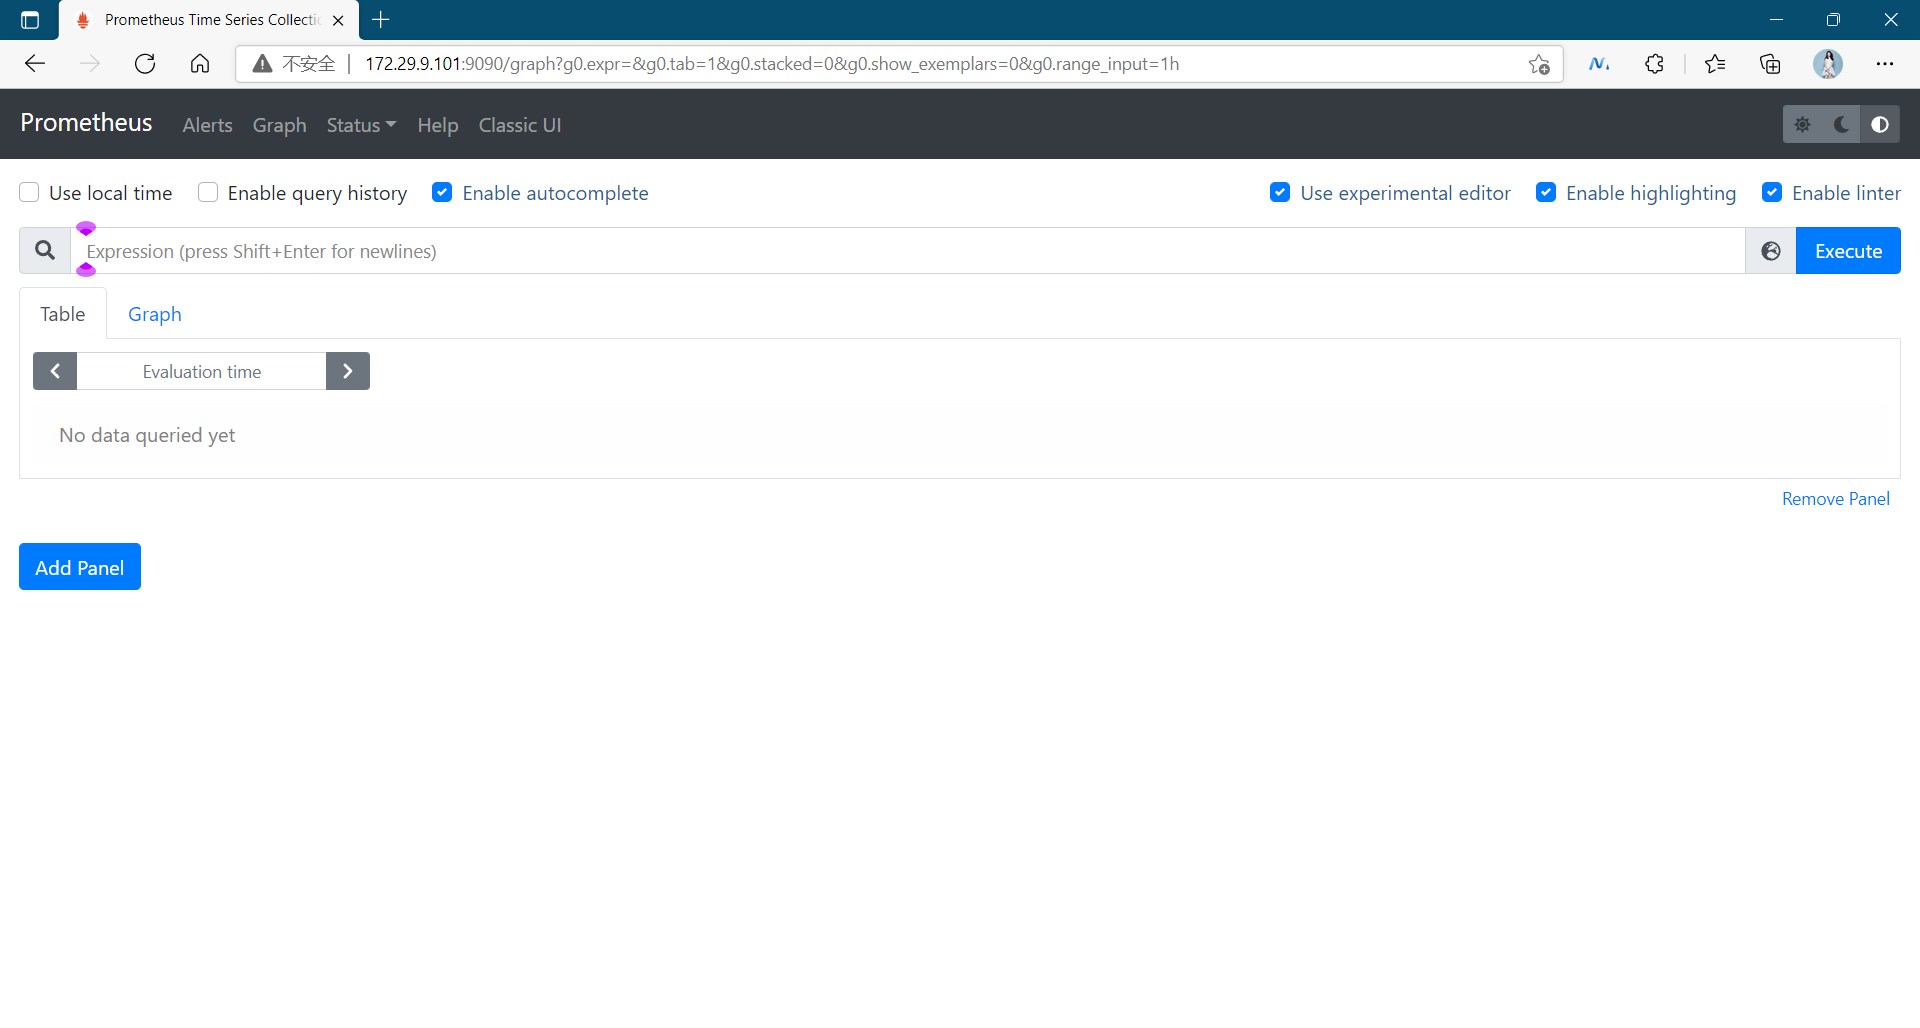 Prometheus Time Series Collecti
不安全 | 172.29.9.101:9090/graph?g0.expr=&g0.tab=1&g0.stacked=0&g0.show_exemplars=0&g0.range_input=1h
Prometheus Alerts Graph Status Help Classic UI
Use local time Enable query history Enable autocomplete Use experimental editor Enable highlighting Enable linter
Expression (press Shift+Enter for newlines) Execute
Table Graph
Evaluation time
No data queried yet
Remove Panel
Add Panel